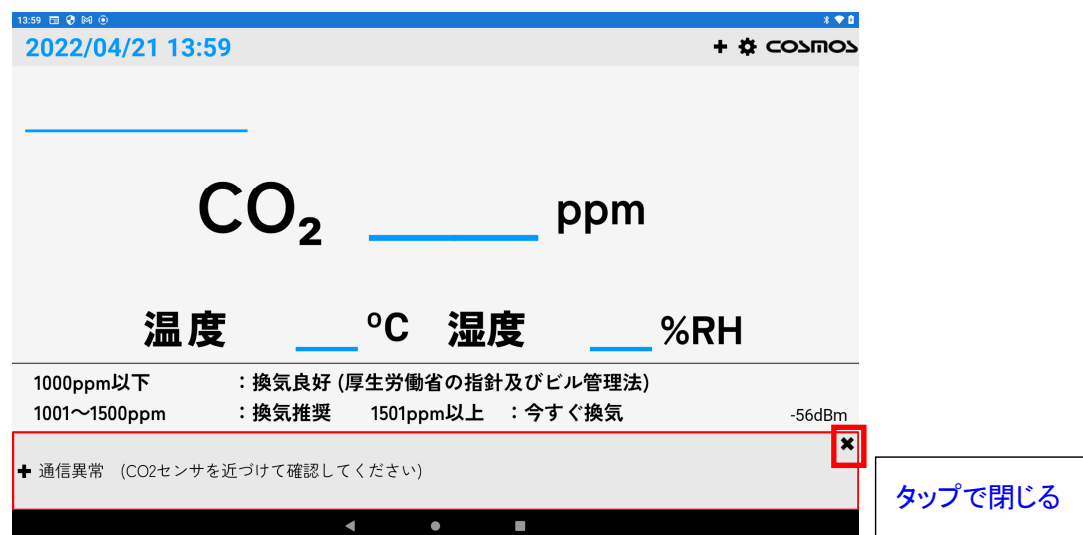 13:59
2022/04/21 13:59
COSMOS
CO₂ ppm
温度 ℃ 湿度 %RH
1000ppm以下 ：換気良好 (厚生労働省の指針及びビル管理法)
1001～1500ppm ：換気推奨 1501ppm以上 ：今すぐ換気
-56dBm
通信異常 (CO2センサを近づけて確認してください)
タップで閉じる